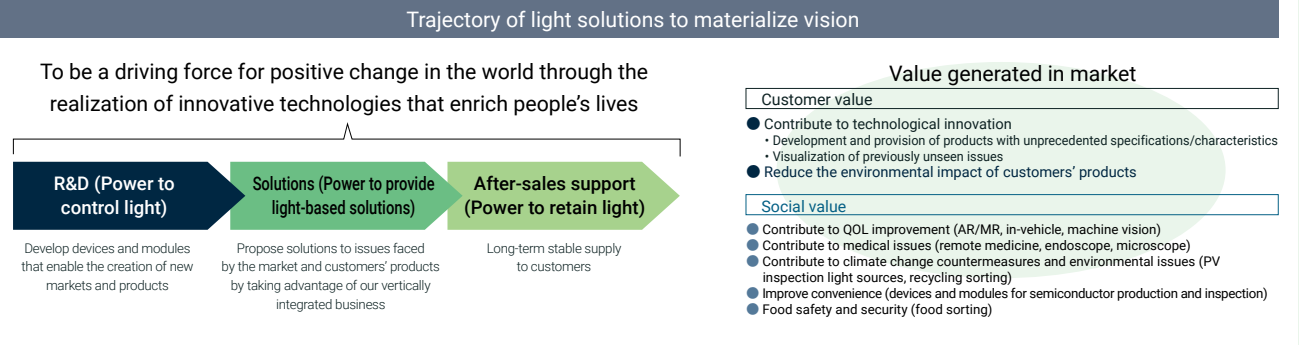 Trajectory of light solutions to materialize vision
To be a driving force for positive change in the world through the
realization of innovative technologies that enrich people's lives
R&D (Power to
control light)
Develop devices and modules
that enable the creation of new
markets and products
Solutions (Power to provide
light-based solutions)
Propose solutions to issues faced
by the market and customers' products
by taking advantage of our vertically
integrated business
After-sales support
(Power to retain light)
Long-term stable supply
to customers
Value generated in market
Customer value
● Contribute to technological innovation
• Development and provision of products with unprecedented specifications/characteristics
• Visualization of previously unseen issues
● Reduce the environmental impact of customers' products
Social value
● Contribute to QOL improvement (AR/MR, in-vehicle, machine vision)
● Contribute to medical issues (remote medicine, endoscope, microscope)
● Contribute to climate change countermeasures and environmental issues (PV
inspection light sources, recycling sorting)
● Improve convenience (devices and modules for semiconductor production and inspection)
● Food safety and security (food sorting)